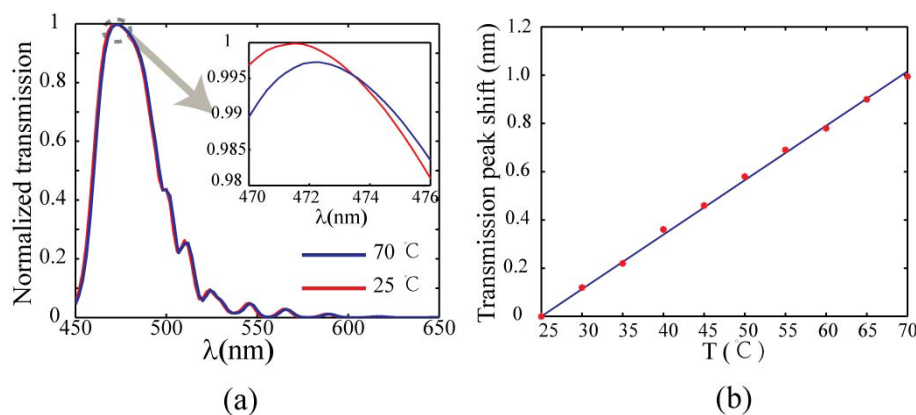 Normalized transmission
1
0.8
0.6
0.4
0.2
0
450 500 550 600 650
λ(nm)
1
0.995
0.99
0.985
0.98
470 472 474 476
λ(nm)
70 ℃
25 ℃
(a)
Transmission peak shift (nm)
1.2
1.0
0.8
0.6
0.4
0.2
0
25 30 35 40 45 50 55 60 65 70
T (℃)
(b)